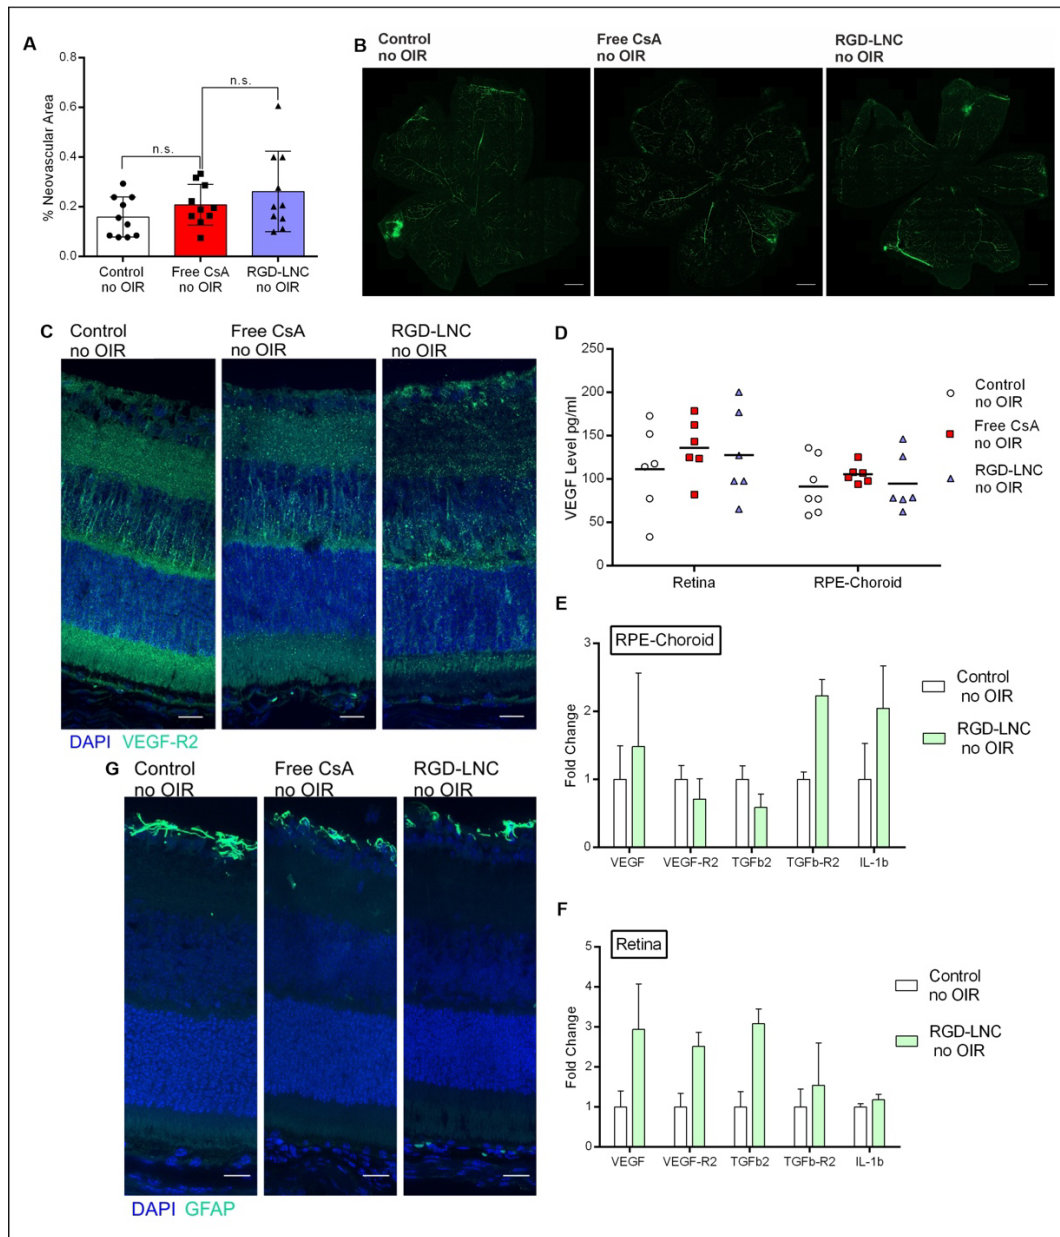 A
% Neovascular Area
0.8
0.6
0.4
0.2
0.0
n.s.
n.s.
Control
no OIR
Free CsA
no OIR
RGD-LNC
no OIR
B
Control
no OIR
Free CsA
no OIR
RGD-LNC
no OIR
C
Control
no OIR
Free CsA
no OIR
RGD-LNC
no OIR
DAPI VEGF-R2
D
VEGF Level pg/ml
250
200
150
100
50
0
Retina
RPE-Choroid
Control
no OIR
Free CsA
no OIR
RGD-LNC
no OIR
E
RPE-Choroid
Fold Change
3
2
1
0
VEGF
VEGF-R2
TGFb2
TGFb-R2
IL-1b
Control
no OIR
RGD-LNC
no OIR
G
Control
no OIR
Free CsA
no OIR
RGD-LNC
no OIR
DAPI GFAP
F
Retina
Fold Change
5
4
3
2
1
0
VEGF
VEGF-R2
TGFb2
TGFb-R2
IL-1b
Control
no OIR
RGD-LNC
no OIR